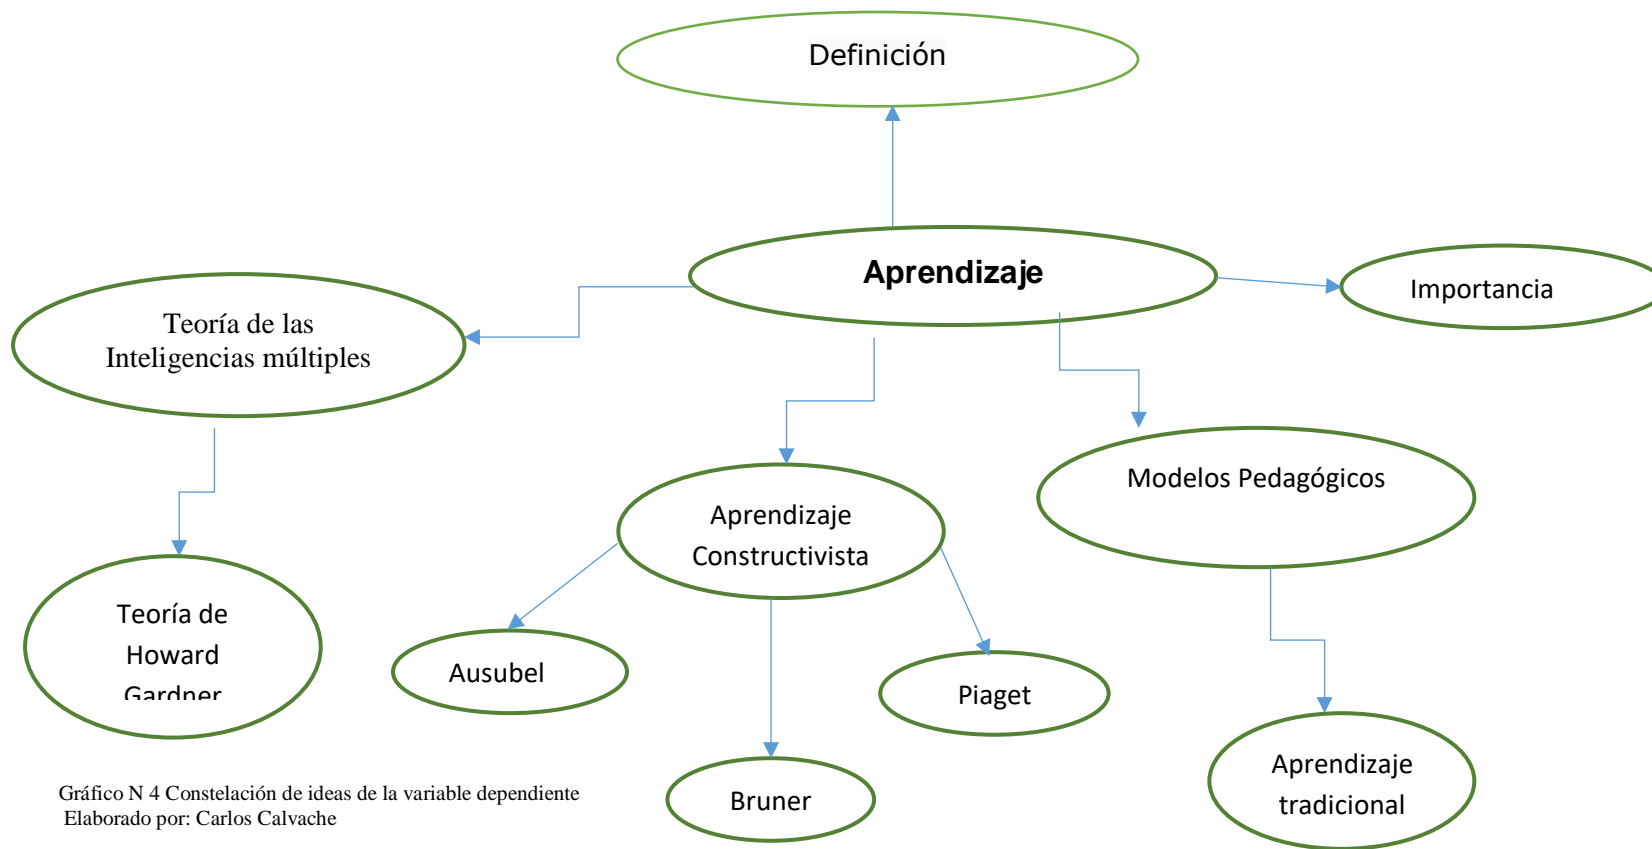 Definición
Aprendizaje
Importancia
Teoría de las
Inteligencias múltiples
Modelos Pedagógicos
Aprendizaje
Constructivista
Teoría de
Howard
Gardner
Ausubel
Piaget
Bruner
Aprendizaje
tradicional
Gráfico N 4 Constelación de ideas de la variable dependiente
Elaborado por: Carlos Calvache